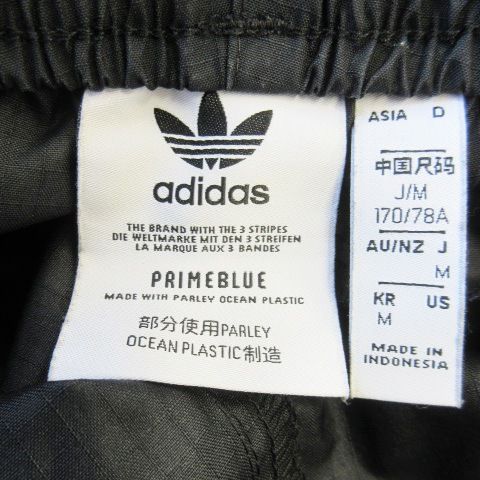 adidas
THE BRAND WITH THE 3 STRIPES
DIE WELTMARKE MIT DEN 3 STREIFEN
LA MARQUE AUX 3 BANDES
PRIMEBLUE
MADE WITH PARLEY OCEAN PLASTIC
部分使用PARLEY
OCEAN PLASTIC制造
ASIA D
中国尺码
J/M
170/78A
AU/NZ J
M
KR US
M
MADE IN
INDONESIA